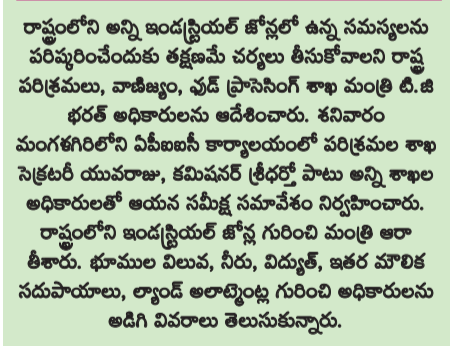 రాష్ట్రంలోని అన్ని ఇండస్ట్రియల్ జోన్లలో ఉన్న సమస్యలను
పరిష్కరించేందుకు తక్షణమే చర్యలు తీసుకోవాలని రాష్ట్ర
పరిశ్రమలు, వాణిజ్యం, ఫుడ్ ప్రాసెసింగ్ శాఖ మంత్రి టి.జి
భరత్ అధికారులను ఆదేశించారు. శనివారం
మంగళగిరిలోని ఏపీఐఐసీ కార్యాలయంలో పరిశ్రమల శాఖ
సెక్రటరీ యువరాజు, కమిషనర్ శ్రీధర్తో పాటు అన్ని శాఖల
అధికారులతో ఆయన సమీక్ష సమావేశం నిర్వహించారు.
రాష్ట్రంలోని ఇండస్ట్రియల్ జోన్ల గురించి మంత్రి ఆరా
తీశారు. భూముల విలువ, నీరు, విద్యుత్, ఇతర మౌలిక
సదుపాయాలు, ల్యాండ్ అలాట్మెంట్ల గురించి అధికారులను
అడిగి వివరాలు తెలుసుకున్నారు.